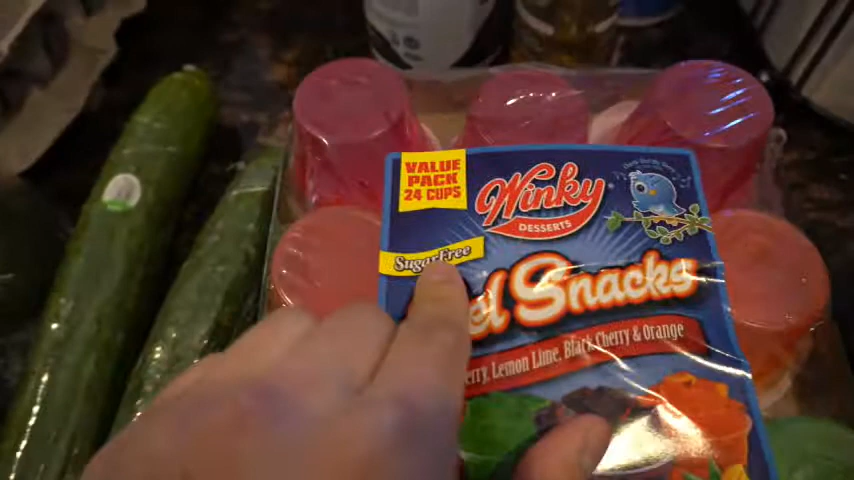 VALUE
PACK
24 CUPS
Winky
DESSERTS
Sugar Free
Snacks
Lemon Lime, Black Cherry & Orange